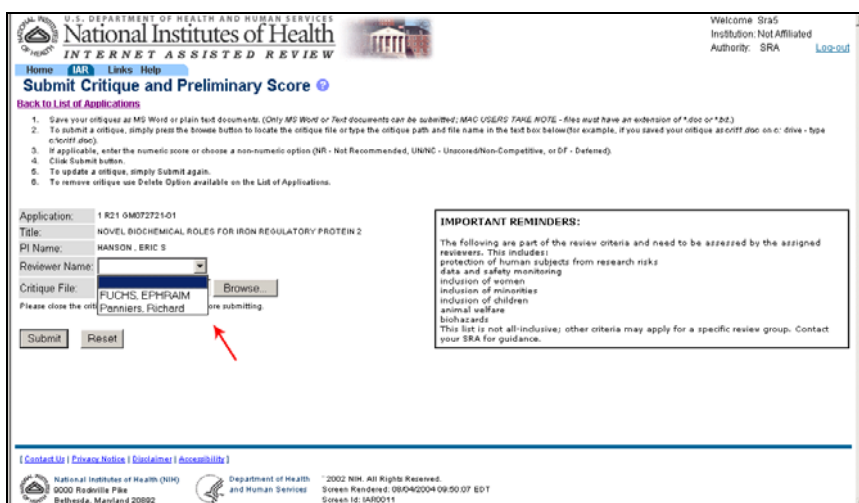 U.S. DEPARTMENT OF HEALTH AND HUMAN SERVICES
National Institutes of Health
INTERNET ASSISTED REVIEW
Welcome Sra5
Institution: Not Affiliated
Authority: SRA Log-out
Home IAR Links Help
Submit Critique and Preliminary Score
Back to List of Applications
1. Save your critiques as MS Word or plain text documents. (Only MS Word or Text documents can be submitted; MAC USERS TAKE NOTE - files must have an extension of *.doc or *.txt.)
2. To submit a critique, simply press the browse button to locate the critique file or type the critique path and file name in the text box below (for example, if you saved your critique as crit1.doc on c: drive - type
c:\crit1.doc).
3. If applicable, enter the numeric score or choose a non-numeric option (NR - Not Recommended, UN/NC - Unscored/Non-Competitive, or DF - Deferred).
4. Click Submit button.
5. To update a critique, simply Submit again.
6. To remove critique use Delete Option available on the List of Applications.
Application: 1 R21 GM072721-01
Title: NOVEL BIOCHEMICAL ROLES FOR IRON REGULATORY PROTEIN 2
PI Name: HANSON , ERIC S
Reviewer Name:
FUCHS, EPHRAIM
Panniers, Richard
Critique File: Browse...
Please close the criti ore submitting.
Submit Reset
IMPORTANT REMINDERS:
The following are part of the review criteria and need to be assessed by the assigned
reviewers. This includes:
protection of human subjects from research risks
data and safety monitoring
inclusion of women
inclusion of minorities
inclusion of children
animal welfare
biohazards
This list is not all-inclusive; other criteria may apply for a specific review group. Contact
your SRA for guidance.
[ Contact Us | Privacy Notice | Disclaimer | Accessibility ]
National Institutes of Health (NIH)
9000 Rockville Pike
Bethesda, Maryland 20892
Department of Health
and Human Services
2002 NIH. All Rights Reserved.
Screen Rendered: 08/04/2004 09:50:07 EDT
Screen Id: IAR0011